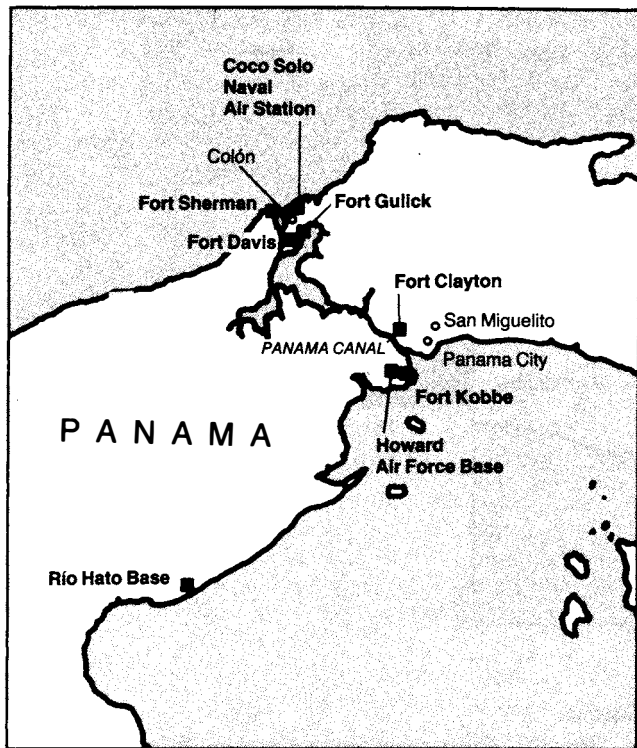 Coco Solo
Naval
Air Station
Colón
Fort Sherman
Fort Gulick
Fort Davis
Fort Clayton
San Miguelito
PANAMA CANAL
Panama City
Fort Kobbe
PANAMA
Howard
Air Force Base
Río Hato Base